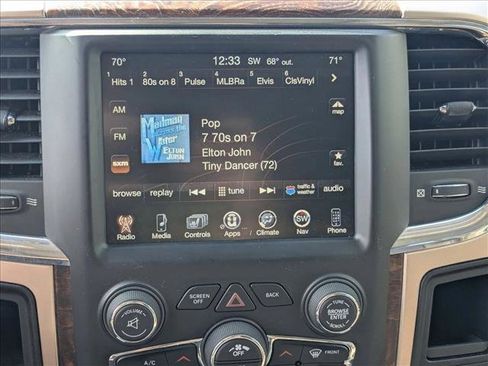 70° 12:33 SW 68° out. 71°
1 Hits 1 2 80s on 8 3 Pulse 4 MLBRa 5 Elvis 6 ClsVinyl
AM
map
Madman
Across the
Water
ELTON
JOHN
Pop
7 70s on 7
Elton John
Tiny Dancer (72)
FM
sxm
fav.
browse replay tune traffic & weather audio
SW
Radio Media Controls Apps Climate Nav Phone
SCREEN OFF
BACK
VOLUME
BROWSE
ENTER
SCROLL
A/C
OFF
FRONT